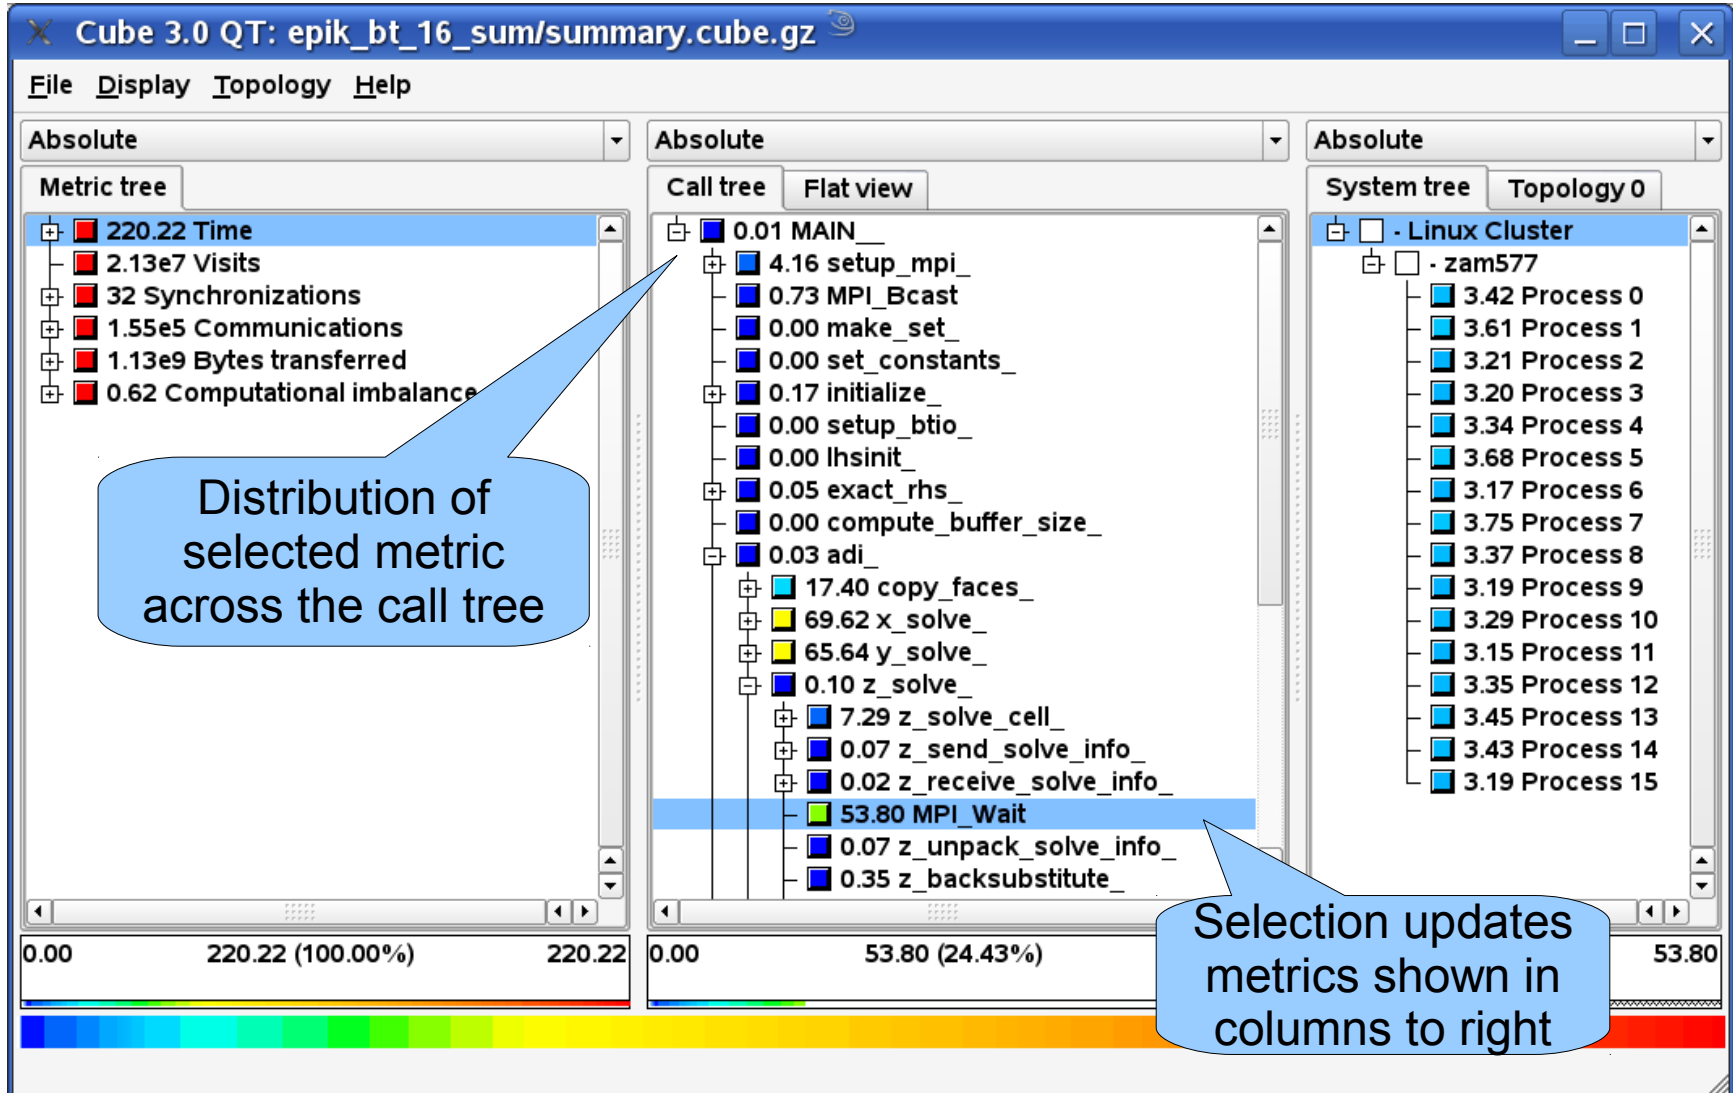 Cube 3.0 QT: epik_bt_16_sum/summary.cube.gz
File Display Topology Help
Absolute
Metric tree
220.22 Time
2.13e7 Visits
32 Synchronizations
1.55e5 Communications
1.13e9 Bytes transferred
0.62 Computational imbalance
Distribution of
selected metric
across the call tree
0.00 220.22 (100.00%) 220.22
Absolute
Call tree Flat view
0.01 MAIN__
4.16 setup_mpi_
0.73 MPI_Bcast
0.00 make_set_
0.00 set_constants_
0.17 initialize_
0.00 setup_btio_
0.00 lhsinit_
0.05 exact_rhs_
0.00 compute_buffer_size_
0.03 adi_
17.40 copy_faces_
69.62 x_solve_
65.64 y_solve_
0.10 z_solve_
7.29 z_solve_cell_
0.07 z_send_solve_info_
0.02 z_receive_solve_info_
53.80 MPI_Wait
0.07 z_unpack_solve_info_
0.35 z_backsubstitute_
0.00 53.80 (24.43%)
Absolute
System tree Topology 0
- Linux Cluster
- zam577
3.42 Process 0
3.61 Process 1
3.21 Process 2
3.20 Process 3
3.34 Process 4
3.68 Process 5
3.17 Process 6
3.75 Process 7
3.37 Process 8
3.19 Process 9
3.29 Process 10
3.15 Process 11
3.35 Process 12
3.45 Process 13
3.43 Process 14
3.19 Process 15
Selection updates
metrics shown in
columns to right
53.80